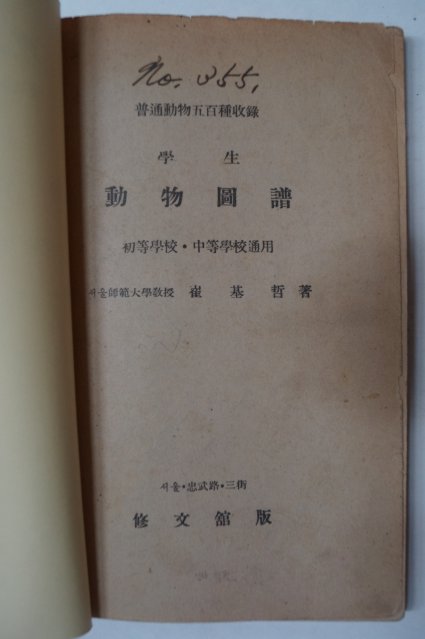 No. 355,
普通動物五百種收錄
學 生
動 物 圖 譜
初等學校・中等學校通用
서울師範大學敎授 崔 基 哲 著
서울・忠武路・三街
修 文 舘 版